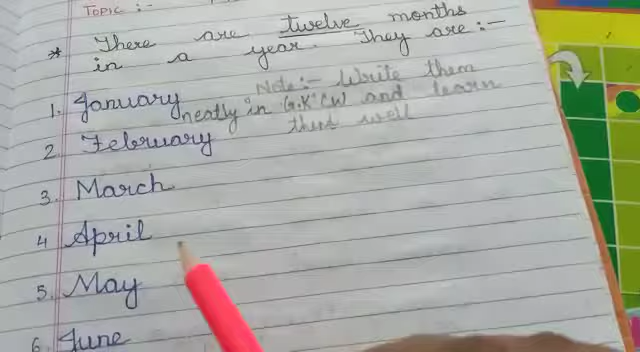 TOPIC :-
* There are twelve months
in a year. They are :-
1. January
Note:- Write them
neatly in G.K C.W and learn
them well
2. February
3. March
4 April
5. May
6. June